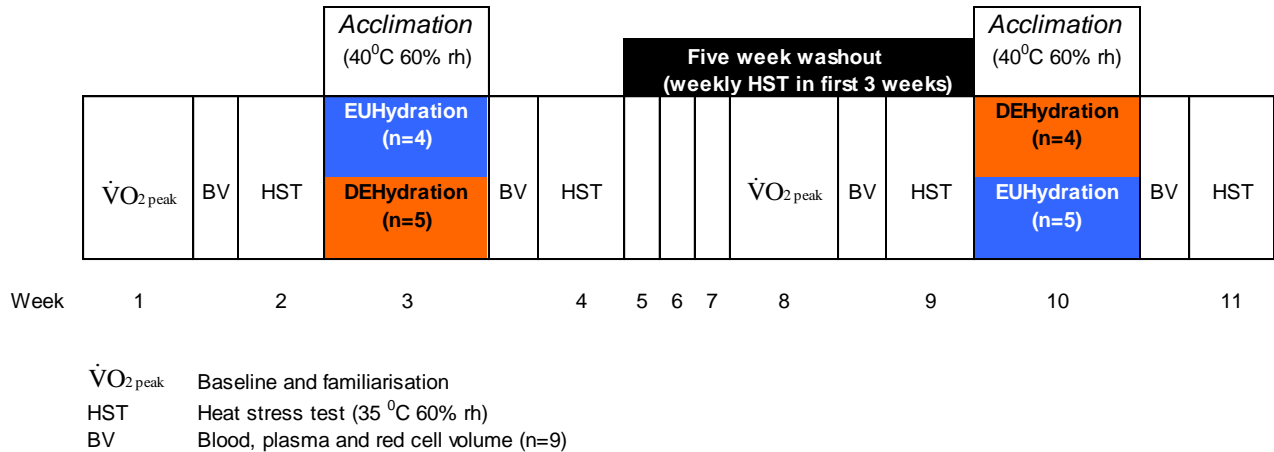 Acclimation
(40⁰C 60% rh)
Five week washout
(weekly HST in first 3 weeks)
Acclimation
(40⁰C 60% rh)
V̇O₂ peak
BV
HST
EUHydration
(n=4)
DEHydration
(n=5)
BV
HST
V̇O₂ peak
BV
HST
DEHydration
(n=4)
EUHydration
(n=5)
BV
HST
Week 1 2 3 4 5 6 7 8 9 10 11
V̇O₂ peak Baseline and familiarisation
HST Heat stress test (35 ⁰C 60% rh)
BV Blood, plasma and red cell volume (n=9)